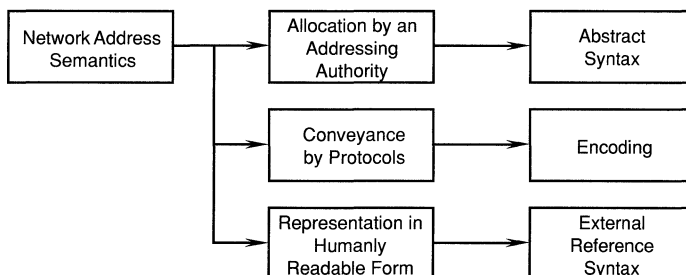 Network Address
Semantics
Allocation by an
Addressing
Authority
Abstract
Syntax
Conveyance
by Protocols
Encoding
Representation in
Humanly
Readable Form
External
Reference
Syntax